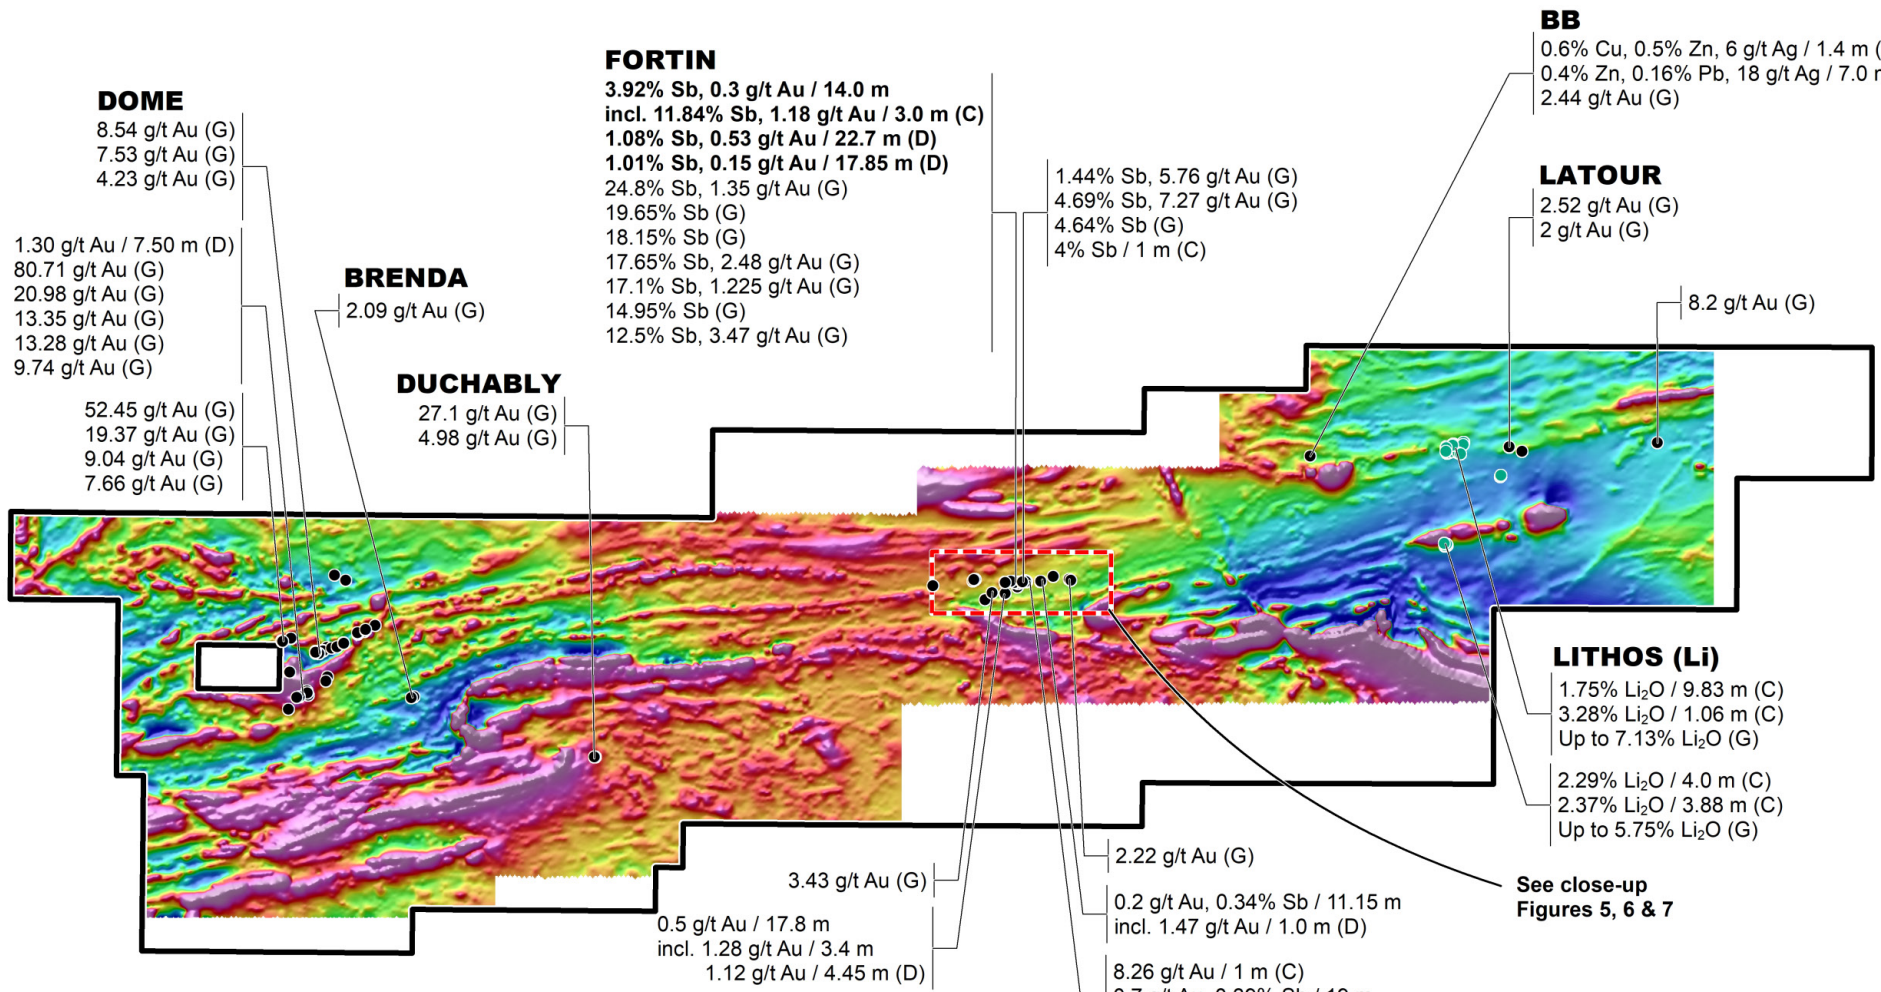 DOME
8.54 g/t Au (G)
7.53 g/t Au (G)
4.23 g/t Au (G)
1.30 g/t Au / 7.50 m (D)
80.71 g/t Au (G)
20.98 g/t Au (G)
13.35 g/t Au (G)
13.28 g/t Au (G)
9.74 g/t Au (G)
52.45 g/t Au (G)
19.37 g/t Au (G)
9.04 g/t Au (G)
7.66 g/t Au (G)
BRENDA
2.09 g/t Au (G)
DUCHABLY
27.1 g/t Au (G)
4.98 g/t Au (G)
FORTIN
3.92% Sb, 0.3 g/t Au / 14.0 m
incl. 11.84% Sb, 1.18 g/t Au / 3.0 m (C)
1.08% Sb, 0.53 g/t Au / 22.7 m (D)
1.01% Sb, 0.15 g/t Au / 17.85 m (D)
24.8% Sb, 1.35 g/t Au (G)
19.65% Sb (G)
18.15% Sb (G)
17.65% Sb, 2.48 g/t Au (G)
17.1% Sb, 1.225 g/t Au (G)
14.95% Sb (G)
12.5% Sb, 3.47 g/t Au (G)
1.44% Sb, 5.76 g/t Au (G)
4.69% Sb, 7.27 g/t Au (G)
4.64% Sb (G)
4% Sb / 1 m (C)
BB
0.6% Cu, 0.5% Zn, 6 g/t Ag / 1.4 m (
0.4% Zn, 0.16% Pb, 18 g/t Ag / 7.0 m
2.44 g/t Au (G)
LATOUR
2.52 g/t Au (G)
2 g/t Au (G)
8.2 g/t Au (G)
LITHOS (Li)
1.75% Li₂O / 9.83 m (C)
3.28% Li₂O / 1.06 m (C)
Up to 7.13% Li₂O (G)
2.29% Li₂O / 4.0 m (C)
2.37% Li₂O / 3.88 m (C)
Up to 5.75% Li₂O (G)
See close-up
Figures 5, 6 & 7
3.43 g/t Au (G)
0.5 g/t Au / 17.8 m
incl. 1.28 g/t Au / 3.4 m
1.12 g/t Au / 4.45 m (D)
2.22 g/t Au (G)
0.2 g/t Au, 0.34% Sb / 11.15 m
incl. 1.47 g/t Au / 1.0 m (D)
8.26 g/t Au / 1 m (C)